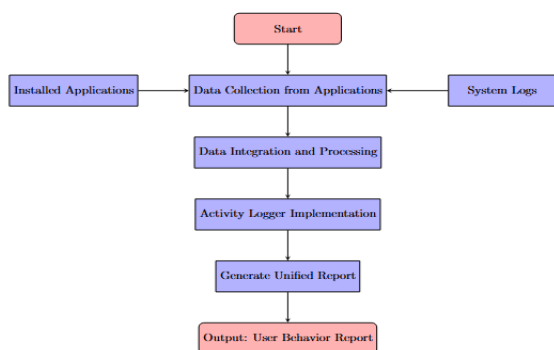 Start
Installed Applications
Data Collection from Applications
System Logs
Data Integration and Processing
Activity Logger Implementation
Generate Unified Report
Output: User Behavior Report